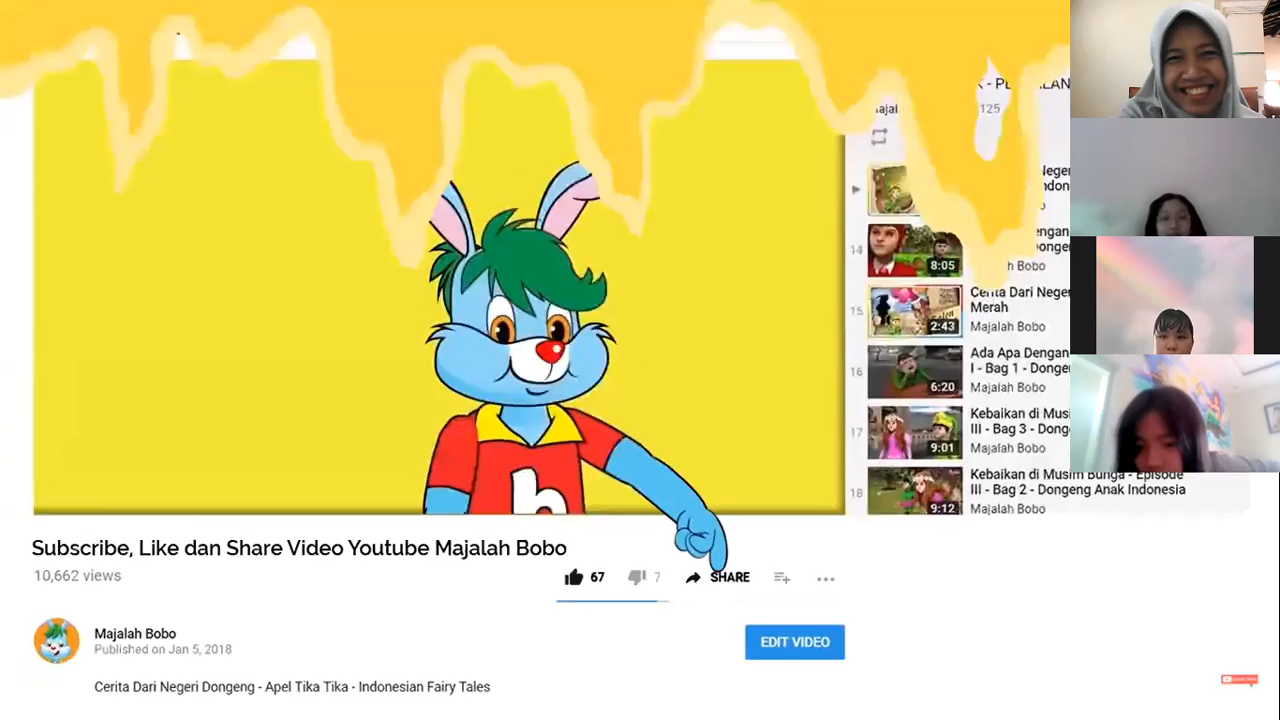 125
8:05
h Bobo
14
Cerita Dari Neger
Merah
Majalah Bobo
15
2:43
Ada Apa Dengan
I - Bag 1 - Donger
Majalah Bobo
16
6:20
Kebaikan di Musi
III - Bag 3 - Dong
Majalah Bobo
17
9:01
Kebaikan di Musim Bunga - Episode
III - Bag 2 - Dongeng Anak Indonesia
Majalah Bobo
18
9:12
b
Subscribe, Like dan Share Video Youtube Majalah Bobo
10,662 views
67
7
SHARE
Majalah Bobo
Published on Jan 5, 2018
EDIT VIDEO
Cerita Dari Negeri Dongeng - Apel Tika Tika - Indonesian Fairy Tales